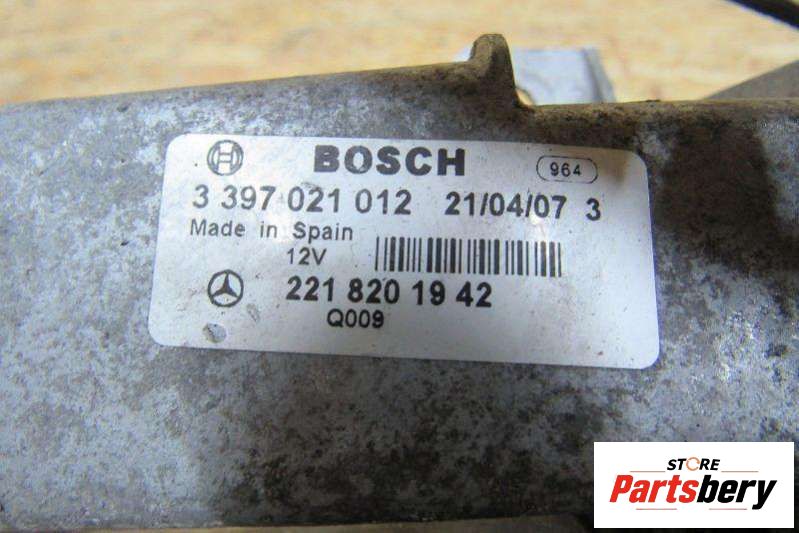 BOSCH 964
3 397 021 012 21/04/07 3
Made in Spain
12V
221 820 19 42
Q009
STORE
Partsbery